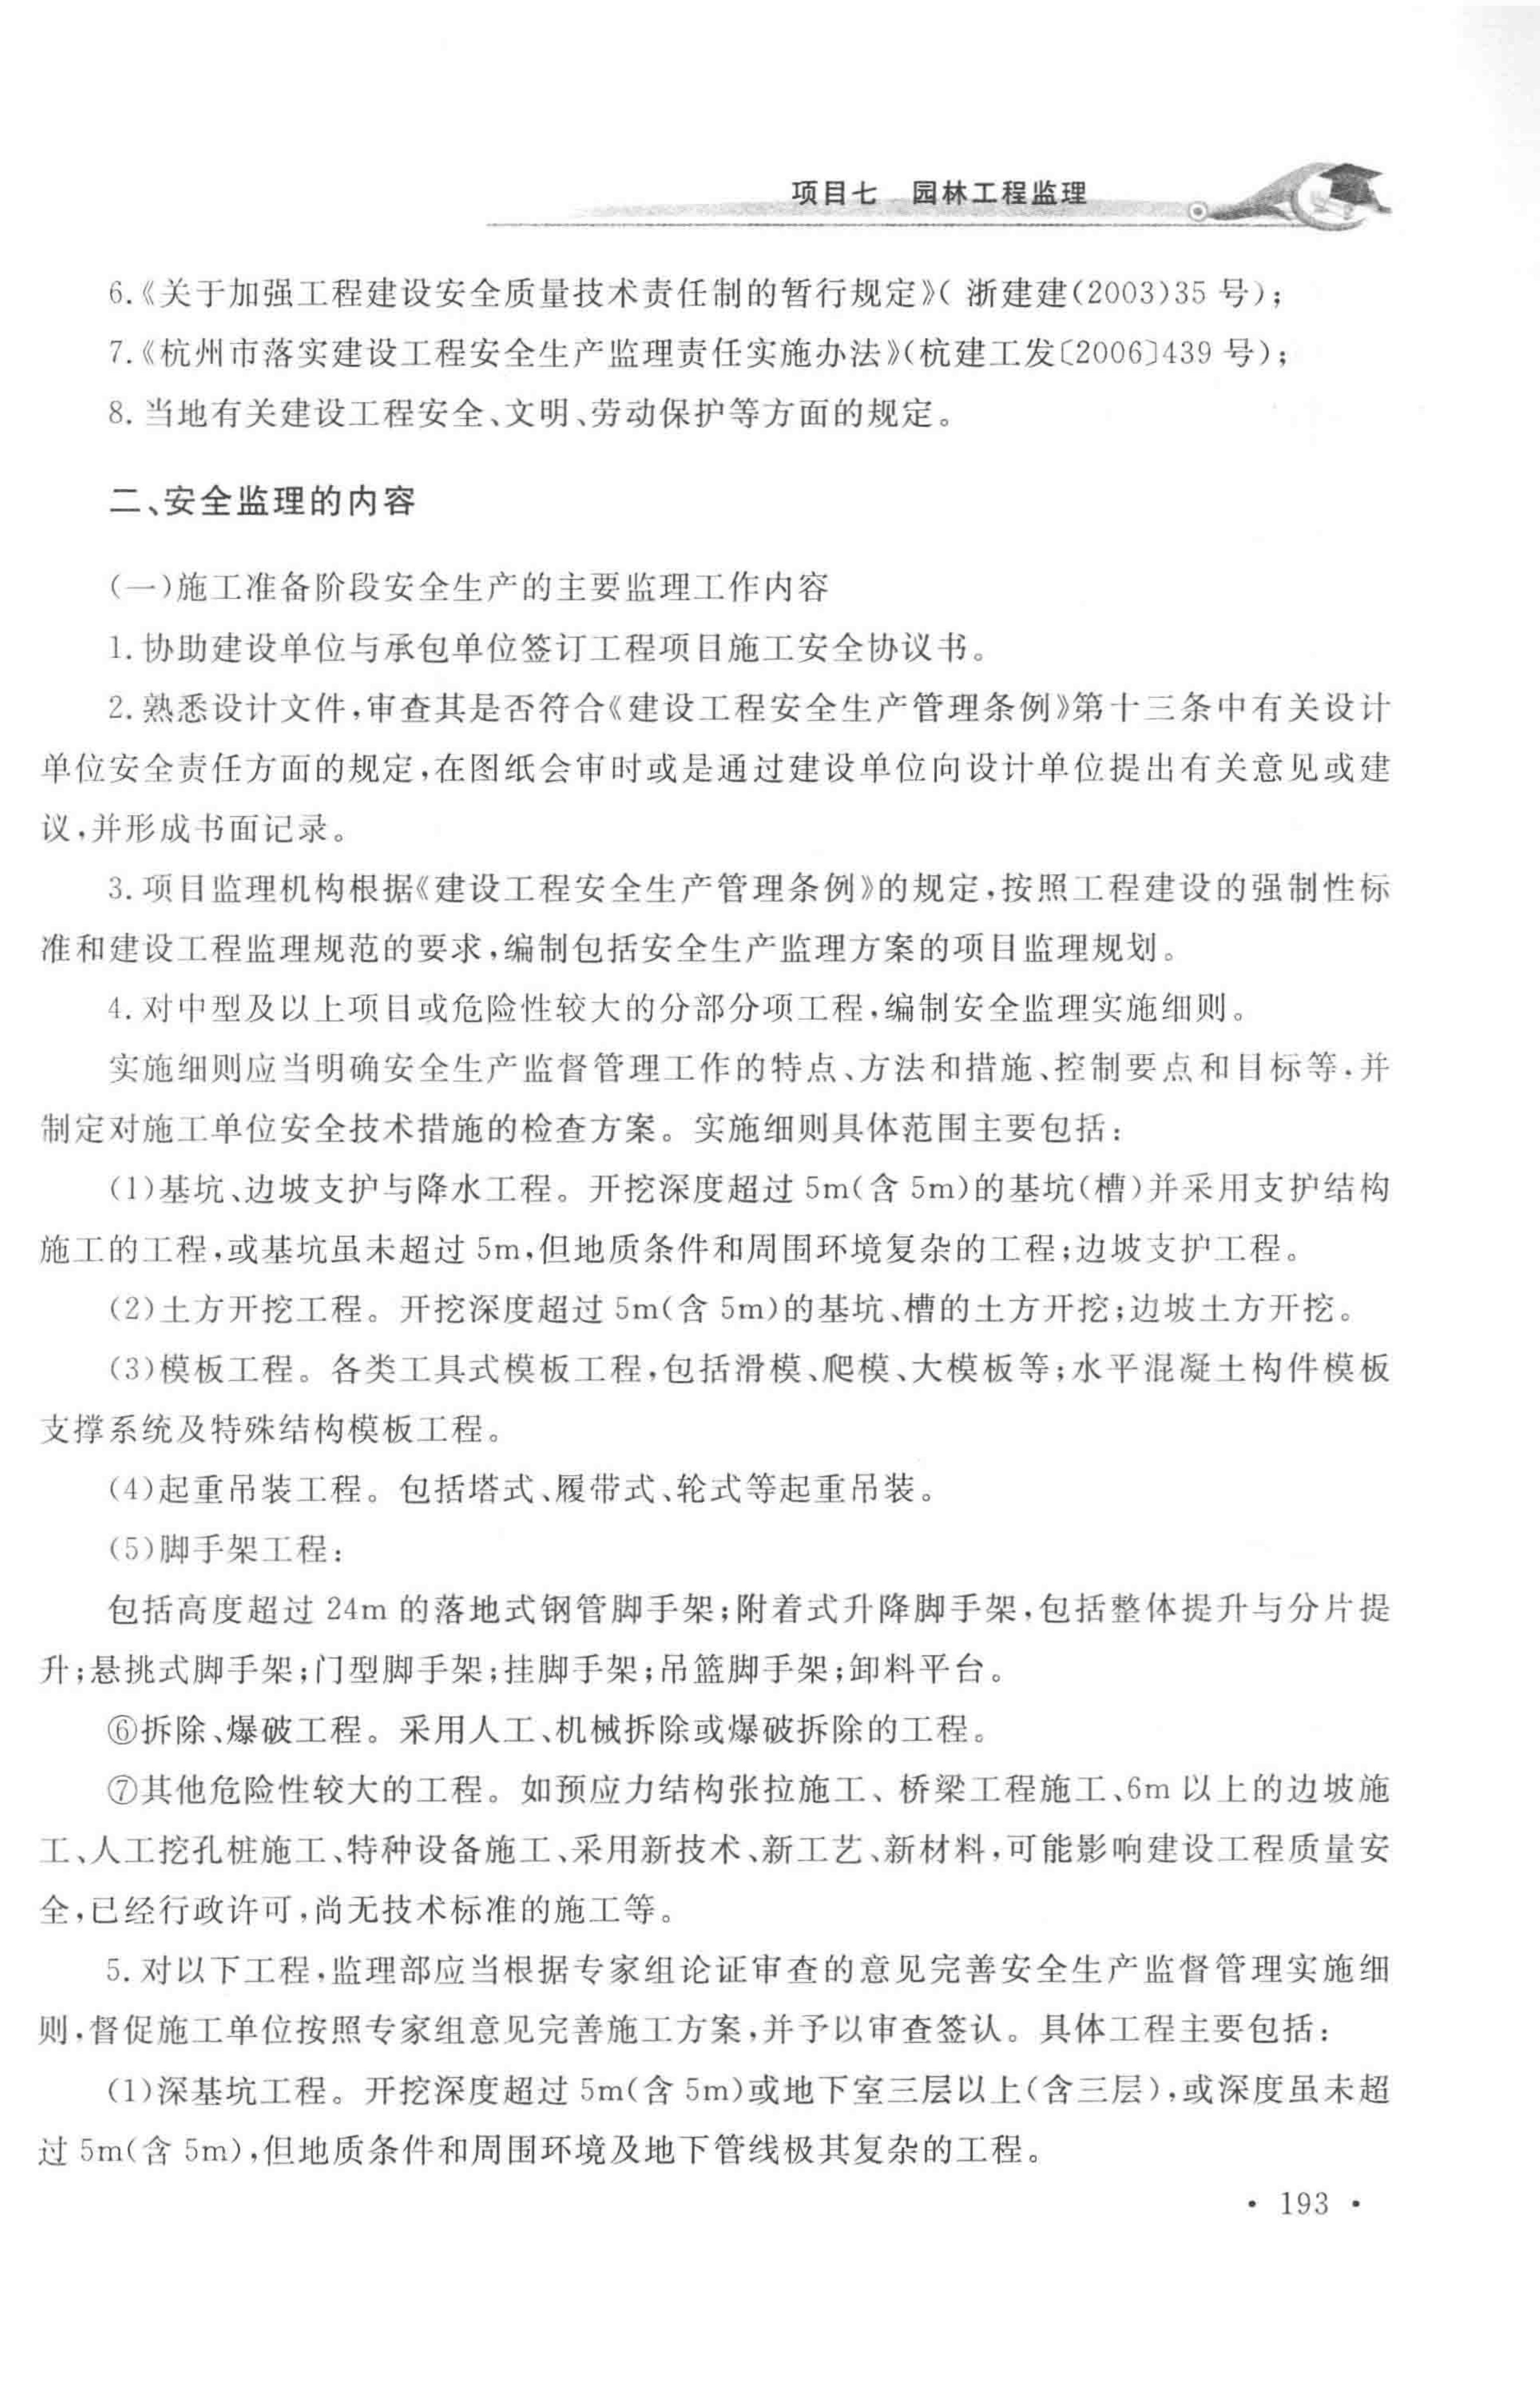 项目七　园林工程监理
6.《关于加强工程建设安全质量技术责任制的暂行规定》( 浙建建(2003)35 号)；
7.《杭州市落实建设工程安全生产监理责任实施办法》(杭建工发〔2006〕439 号)；
8. 当地有关建设工程安全、文明、劳动保护等方面的规定。
二、安全监理的内容
(一)施工准备阶段安全生产的主要监理工作内容
1. 协助建设单位与承包单位签订工程项目施工安全协议书。
2. 熟悉设计文件,审查其是否符合《建设工程安全生产管理条例》第十三条中有关设计
单位安全责任方面的规定,在图纸会审时或是通过建设单位向设计单位提出有关意见或建
议,并形成书面记录。
3. 项目监理机构根据《建设工程安全生产管理条例》的规定,按照工程建设的强制性标
准和建设工程监理规范的要求,编制包括安全生产监理方案的项目监理规划。
4. 对中型及以上项目或危险性较大的分部分项工程,编制安全监理实施细则。
实施细则应当明确安全生产监督管理工作的特点、方法和措施、控制要点和目标等,并
制定对施工单位安全技术措施的检查方案。实施细则具体范围主要包括：
(1)基坑、边坡支护与降水工程。开挖深度超过 5m(含 5m)的基坑(槽)并采用支护结构
施工的工程,或基坑虽未超过 5m,但地质条件和周围环境复杂的工程;边坡支护工程。
(2)土方开挖工程。开挖深度超过 5m(含 5m)的基坑、槽的土方开挖;边坡土方开挖。
(3)模板工程。各类工具式模板工程,包括滑模、爬模、大模板等;水平混凝土构件模板
支撑系统及特殊结构模板工程。
(4)起重吊装工程。包括塔式、履带式、轮式等起重吊装。
(5)脚手架工程：
包括高度超过 24m 的落地式钢管脚手架;附着式升降脚手架,包括整体提升与分片提
升;悬挑式脚手架;门型脚手架;挂脚手架;吊篮脚手架;卸料平台。
⑥拆除、爆破工程。采用人工、机械拆除或爆破拆除的工程。
⑦其他危险性较大的工程。如预应力结构张拉施工、桥梁工程施工、6m 以上的边坡施
工、人工挖孔桩施工、特种设备施工、采用新技术、新工艺、新材料,可能影响建设工程质量安
全,已经行政许可,尚无技术标准的施工等。
5. 对以下工程,监理部应当根据专家组论证审查的意见完善安全生产监督管理实施细
则,督促施工单位按照专家组意见完善施工方案,并予以审查签认。具体工程主要包括：
(1)深基坑工程。开挖深度超过 5m(含 5m)或地下室三层以上(含三层),或深度虽未超
过 5m(含 5m),但地质条件和周围环境及地下管线极其复杂的工程。
• 193 •